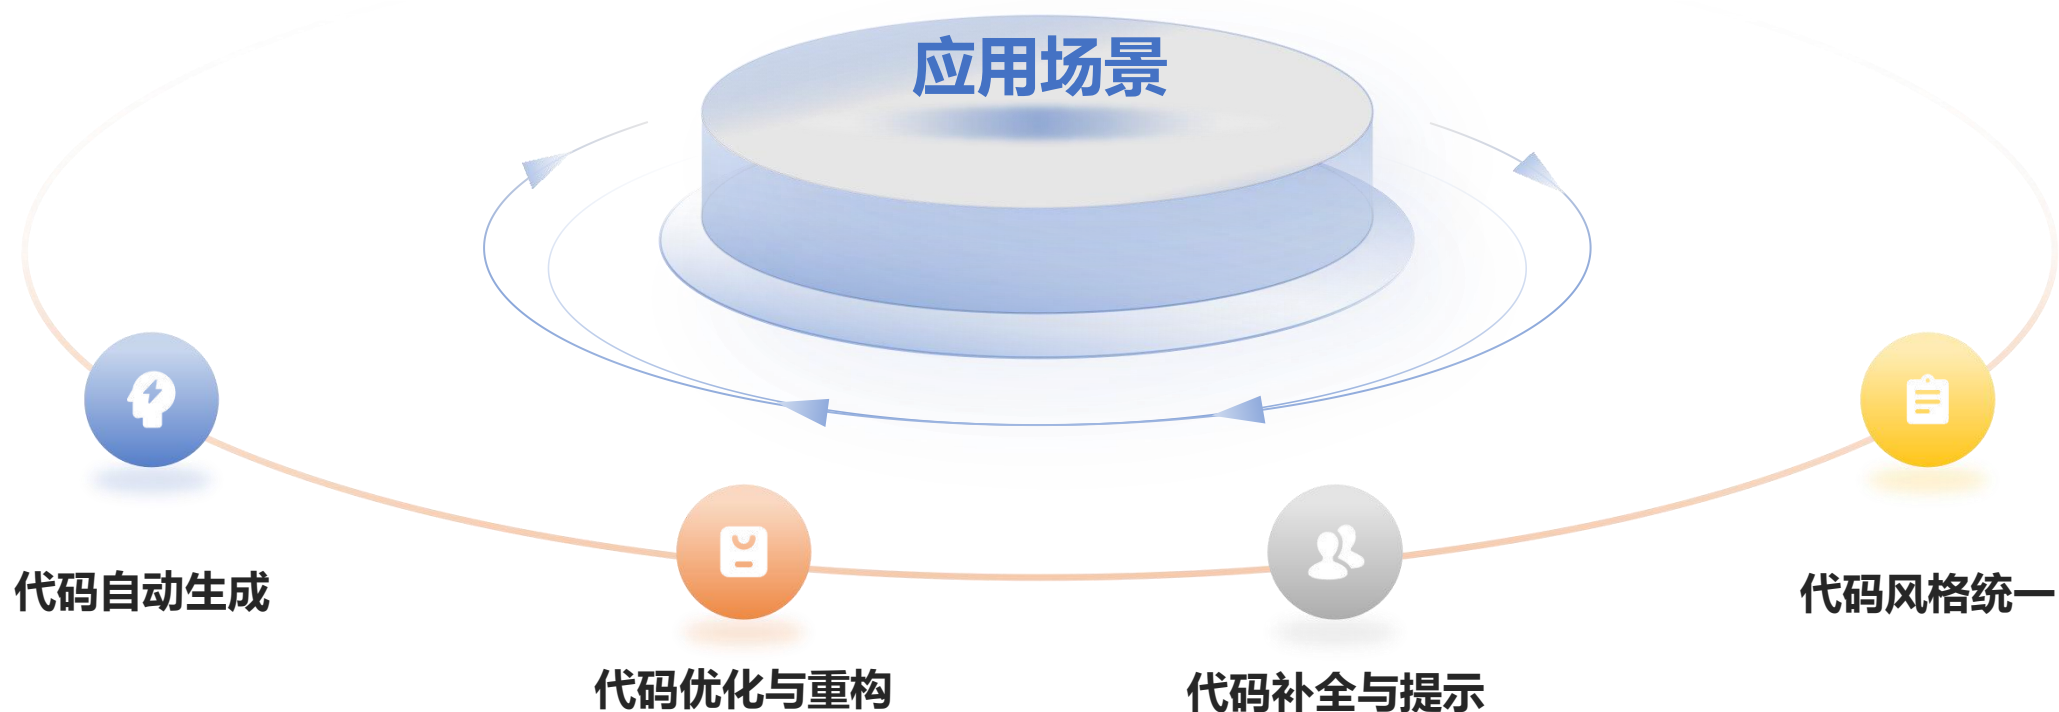 应用场景
代码自动生成
代码优化与重构
代码补全与提示
代码风格统一